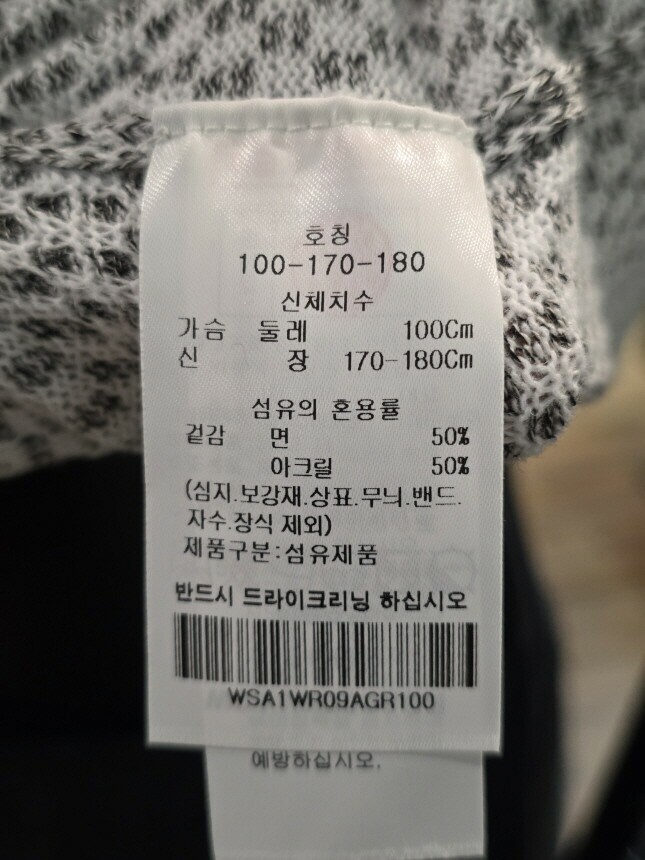 호칭
100-170-180
신체치수
가슴 둘레 100Cm
신 장 170-180Cm
섬유의 혼용률
겉감 면 50%
아크릴 50%
(심지.보강재.상표.무늬.밴드.
자수.장식 제외)
제품구분:섬유제품
반드시 드라이크리닝 하십시오
WSA1WR09AGR100
예방하십시오.